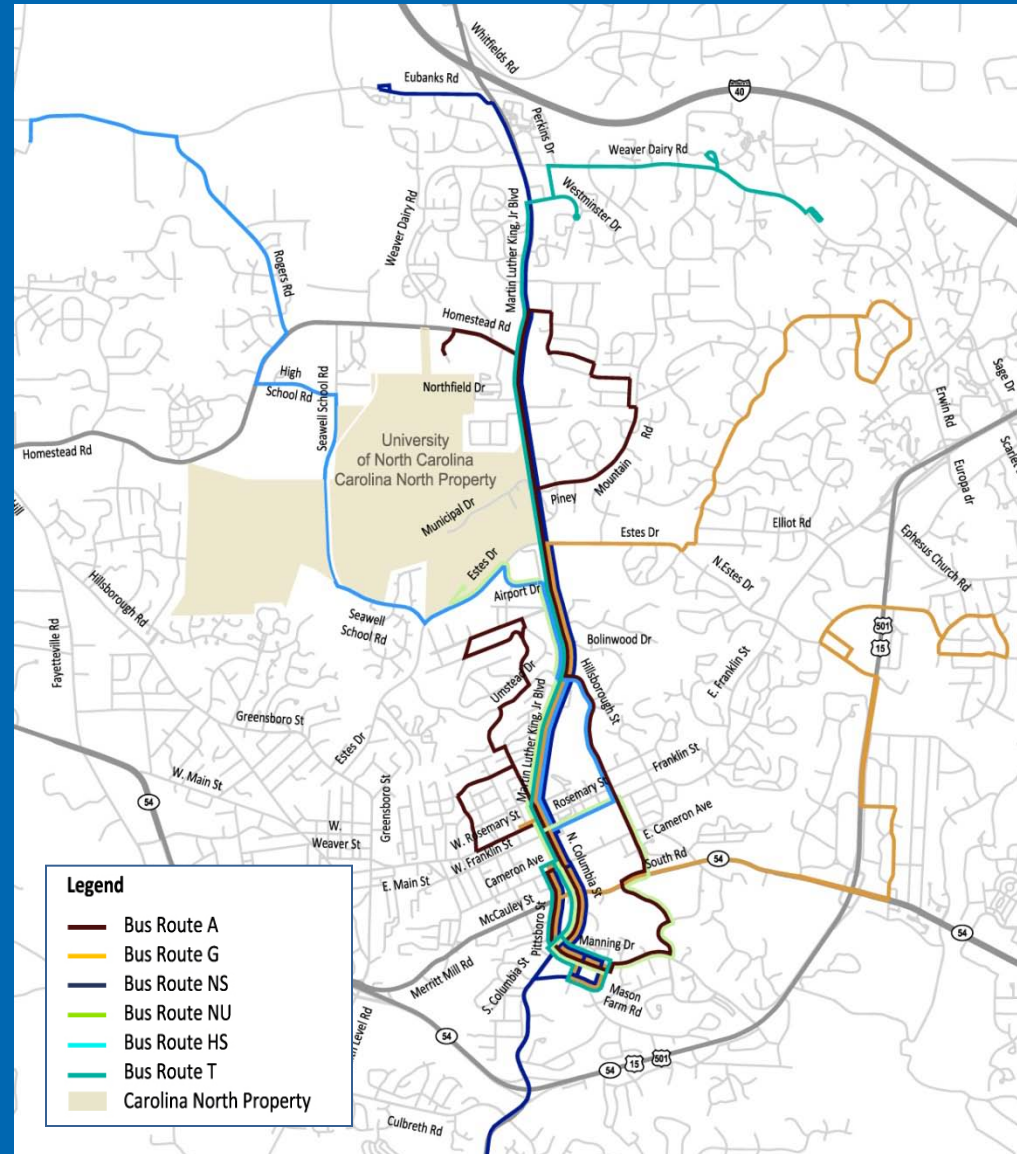 Whitfields Rd
Eubanks Rd
40
Perkins Dr
Weaver Dairy Rd
Westminster Dr
Weaver Dairy Rd
Martin Luther King, Jr Blvd
Rogers Rd
Homestead Rd
High
School Rd
Seawell School Rd
Northfield Dr
Sage Dr
Erwin Rd
Scarlet
Homestead Rd
University
of North Carolina
Carolina North Property
Piney
Mountain
Rd
Europa dr
Municipal Dr
Hill
Estes Dr
Elliot Rd
Ephesus Church Rd
Estes Dr
N.Estes Dr
Airport Dr
Hillsborough Rd
Seawell
School Rd
Bolinwood Dr
501
15
Fayetteville Rd
Umstead Dr
Hillsborough St
E. Franklin St
Greensboro St
Martin Luther King, Jr Blvd
Estes Dr
Franklin St
W. Main St
Greensboro St
Rosemary St
54
W. Rosemary St
W.
Weaver St
W. Franklin St
N. Columbia St
E. Cameron Ave
E. Main St
Cameron Ave
South Rd
54
McCauley St
Pittsboro St
Manning Dr
54
Merritt Mill Rd
S. Columbia St
Mason
Farm Rd
Level Rd
54
54
15
501
Culbreth Rd
Legend
Bus Route A
Bus Route G
Bus Route NS
Bus Route NU
Bus Route HS
Bus Route T
Carolina North Property